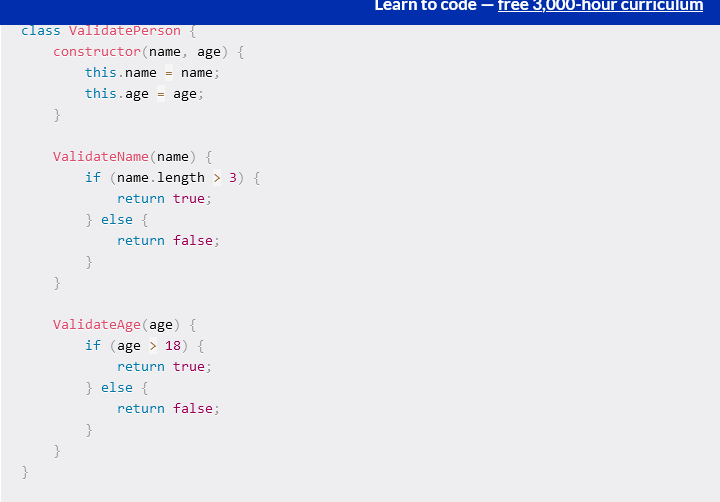 Learn to code — free 3,000-hour curriculum
class ValidatePerson {
    constructor(name, age) {
        this.name = name;
        this.age = age;
    }
    ValidateName(name) {
        if (name.length > 3) {
            return true;
        } else {
            return false;
        }
    }
    ValidateAge(age) {
        if (age > 18) {
            return true;
        } else {
            return false;
        }
    }
}